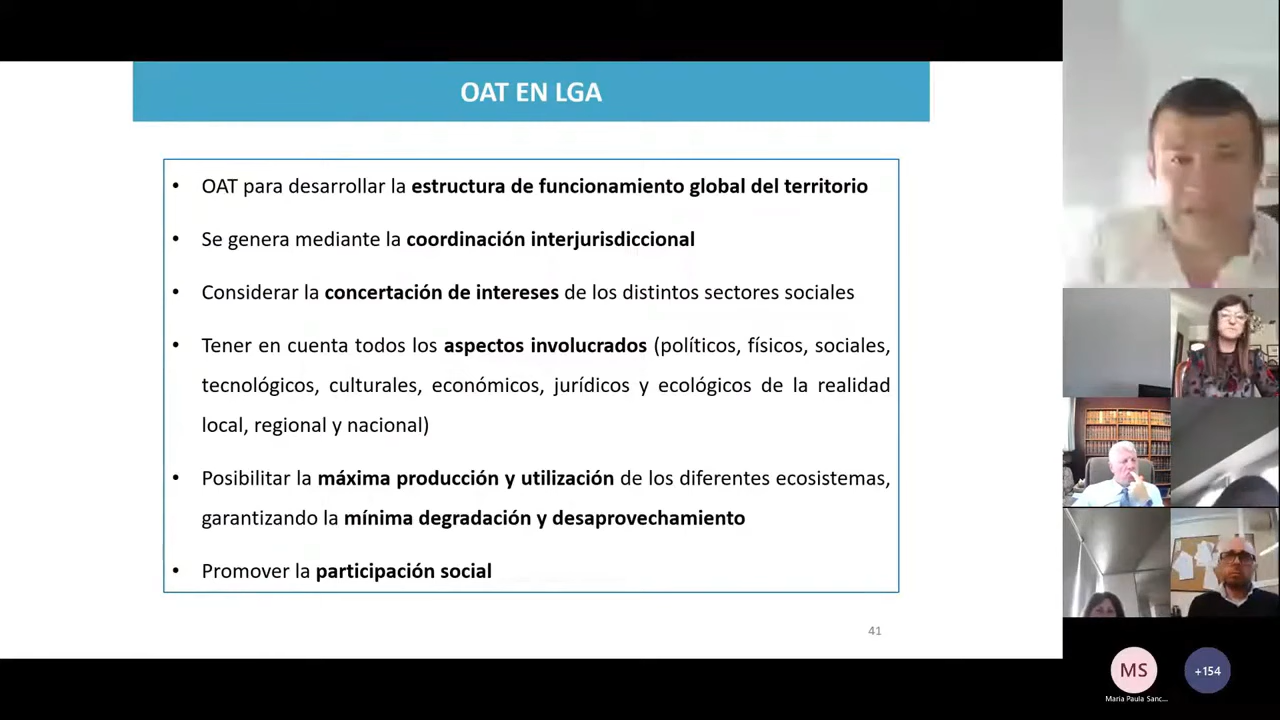 OAT EN LGA
• OAT para desarrollar la estructura de funcionamiento global del territorio
• Se genera mediante la coordinación interjurisdiccional
• Considerar la concertación de intereses de los distintos sectores sociales
• Tener en cuenta todos los aspectos involucrados (políticos, físicos, sociales,
tecnológicos, culturales, económicos, jurídicos y ecológicos de la realidad
local, regional y nacional)
• Posibilitar la máxima producción y utilización de los diferentes ecosistemas,
garantizando la mínima degradación y desaprovechamiento
• Promover la participación social
41
MS
+154
Maria Paula Sanc...